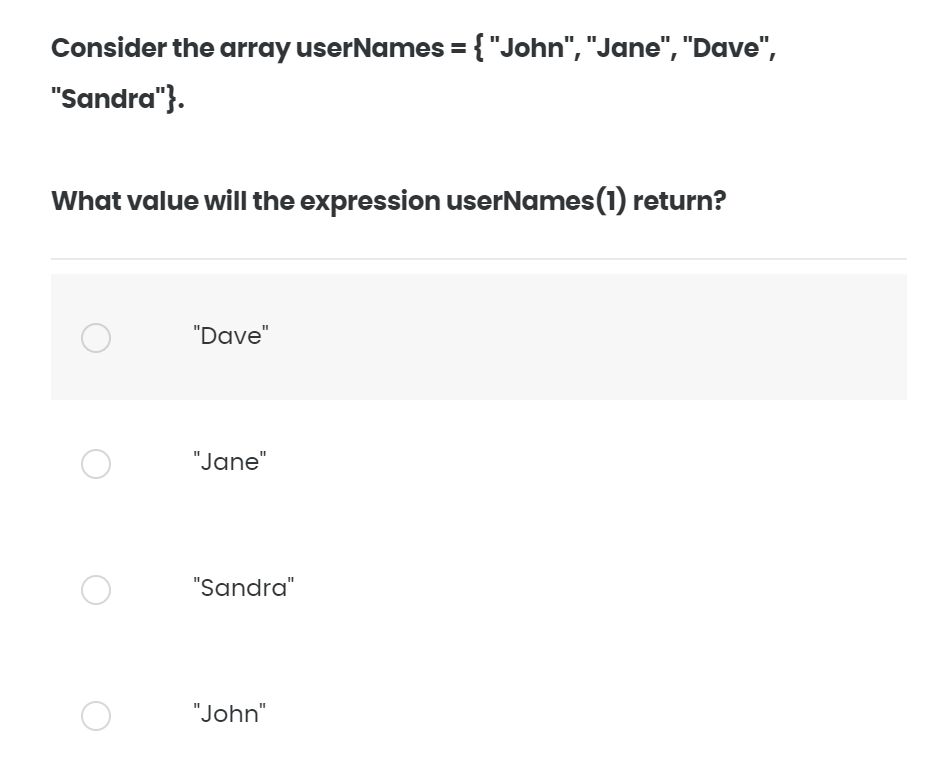 Consider the array userNames = { "John", "Jane", "Dave",
"Sandra"}.
What value will the expression userNames(1) return?
"Dave"
"Jane"
"Sandra"
"John"